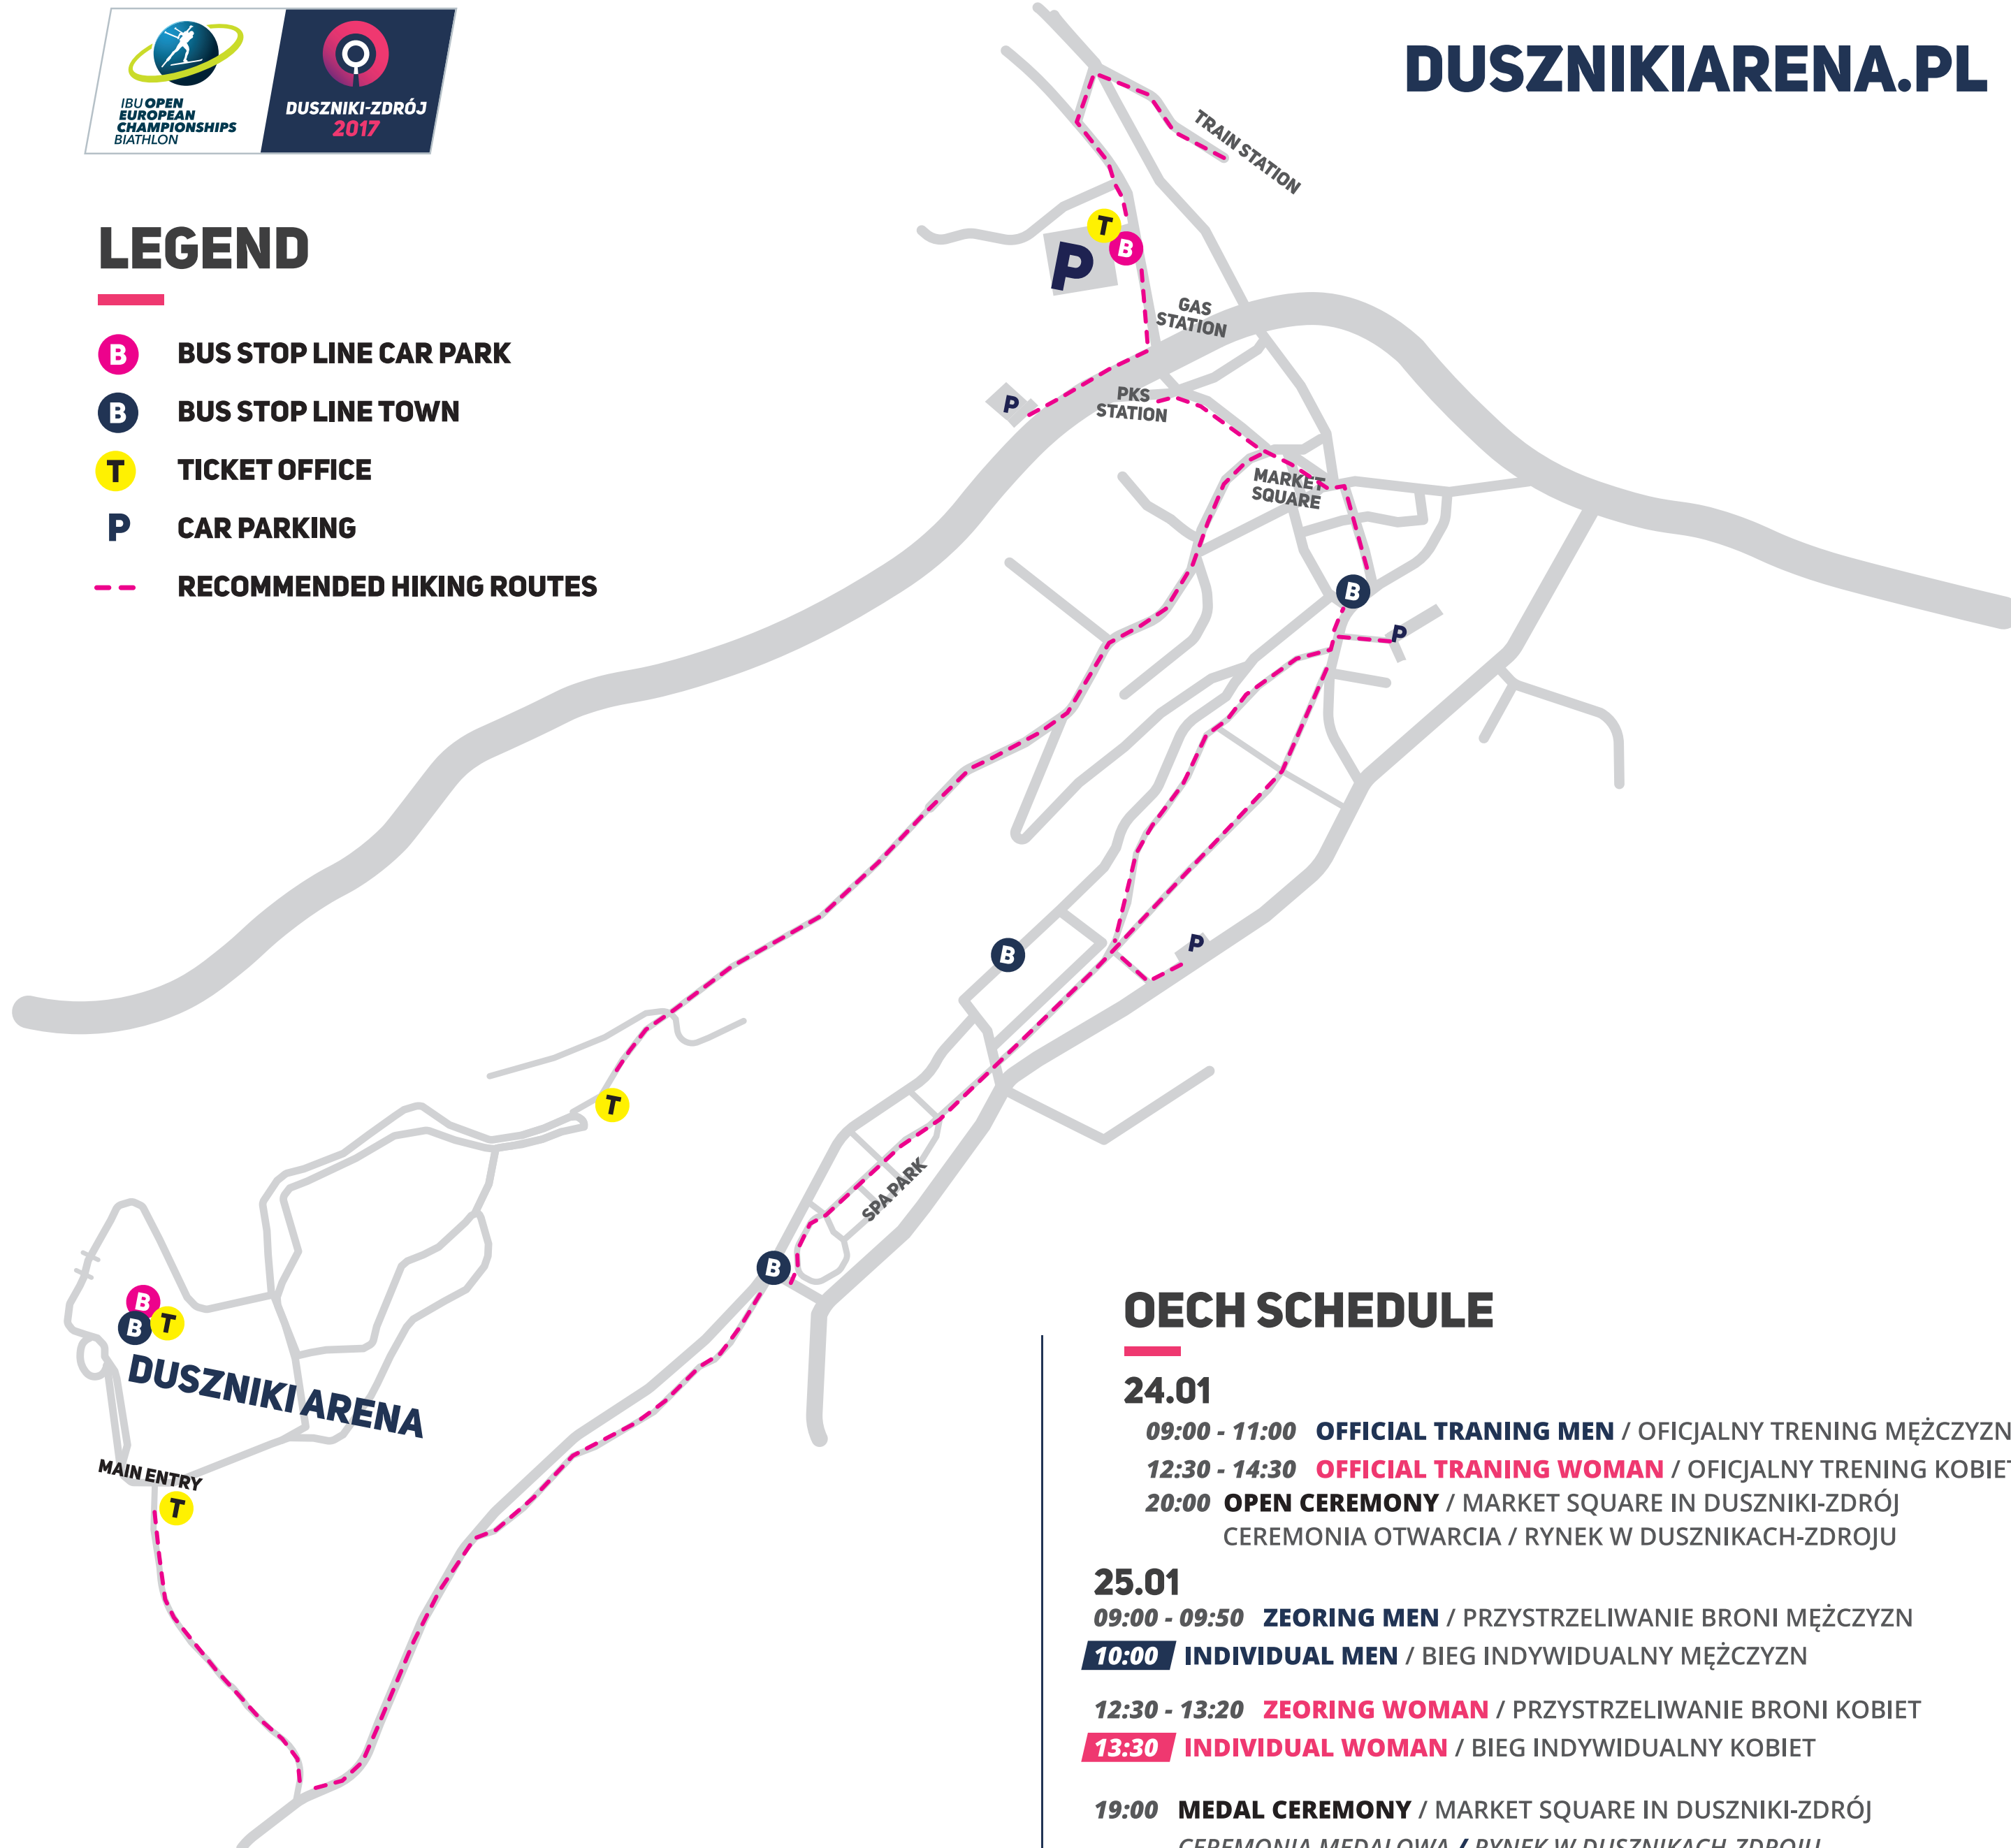 IBU OPEN
EUROPEAN
CHAMPIONSHIPS
BIATHLON
DUSZNIKI-ZDRÓJ
2017
DUSZNIKIARENA.PL
LEGEND
B BUS STOP LINE CAR PARK
B BUS STOP LINE TOWN
T TICKET OFFICE
P CAR PARKING
RECOMMENDED HIKING ROUTES
TRAIN STATION
T
B
P
GAS
STATION
P
PKS
STATION
MARKET
SQUARE
B
P
P
B
T
SPA PARK
B
B
B
T
DUSZNIKI ARENA
MAIN ENTRY
T
OECH SCHEDULE
24.01
09:00 - 11:00 OFFICIAL TRANING MEN / OFICJALNY TRENING MĘŻCZYZN
12:30 - 14:30 OFFICIAL TRANING WOMAN / OFICJALNY TRENING KOBIET
20:00 OPEN CEREMONY / MARKET SQUARE IN DUSZNIKI-ZDRÓJ
CEREMONIA OTWARCIA / RYNEK W DUSZNIKACH-ZDROJU
25.01
09:00 - 09:50 ZEORING MEN / PRZYSTRZELIWANIE BRONI MĘŻCZYZN
10:00 INDIVIDUAL MEN / BIEG INDYWIDUALNY MĘŻCZYZN
12:30 - 13:20 ZEORING WOMAN / PRZYSTRZELIWANIE BRONI KOBIET
13:30 INDIVIDUAL WOMAN / BIEG INDYWIDUALNY KOBIET
19:00 MEDAL CEREMONY / MARKET SQUARE IN DUSZNIKI-ZDRÓJ
CEREMONIA MEDALOWA / RYNEK W DUSZNIKACH-ZDROJU